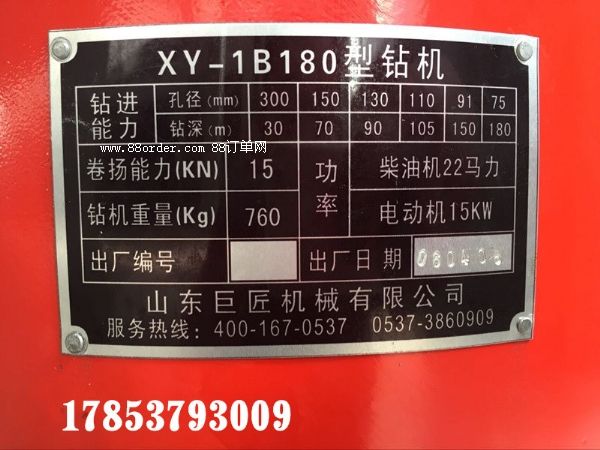 XY-1B180型钻机
钻进能力 孔径(mm) 300 150 130 110 91 75
钻深(m) 30 70 90 105 150 180
www.88order.com 88订单网
卷扬能力(KN) 15 功率 柴油机22马力
钻机重量(Kg) 760 电动机15KW
出厂编号 出厂日期
山东巨匠机械有限公司
服务热线: 400-167-0537 0537-3860909
17853793009